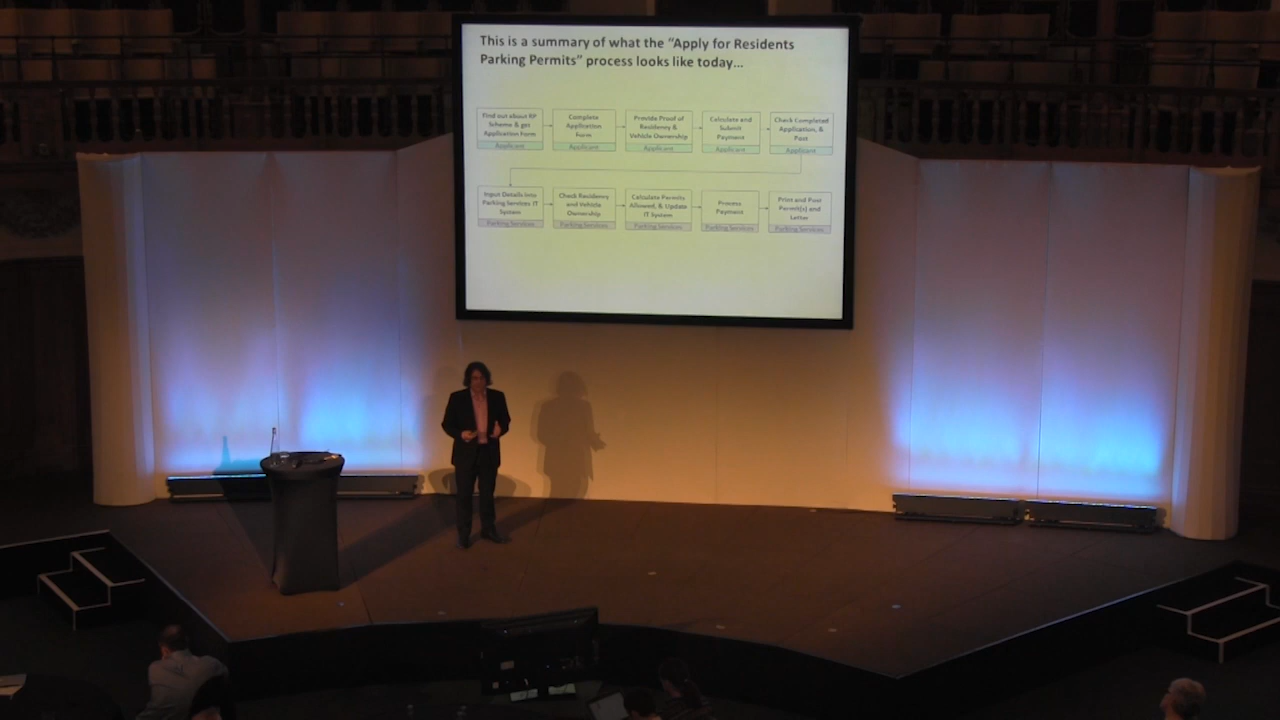 This is a summary of what the “Apply for Residents
Parking Permits” process looks like today...
Find out about RP
Scheme & get
Application Form
Applicant
Complete
Application
Form
Applicant
Provide Proof of
Residency &
Vehicle Ownership
Applicant
Calculate and
Submit
Payment
Applicant
Check Completed
Application, &
Post
Applicant
Input Details into
Parking Services IT
System
Parking Services
Check Residency
and Vehicle
Ownership
Parking Services
Calculate Permits
Allowed, & Update
IT System
Parking Services
Process
Payment
Parking Services
Print and Post
Permit(s) and
Letter
Parking Services